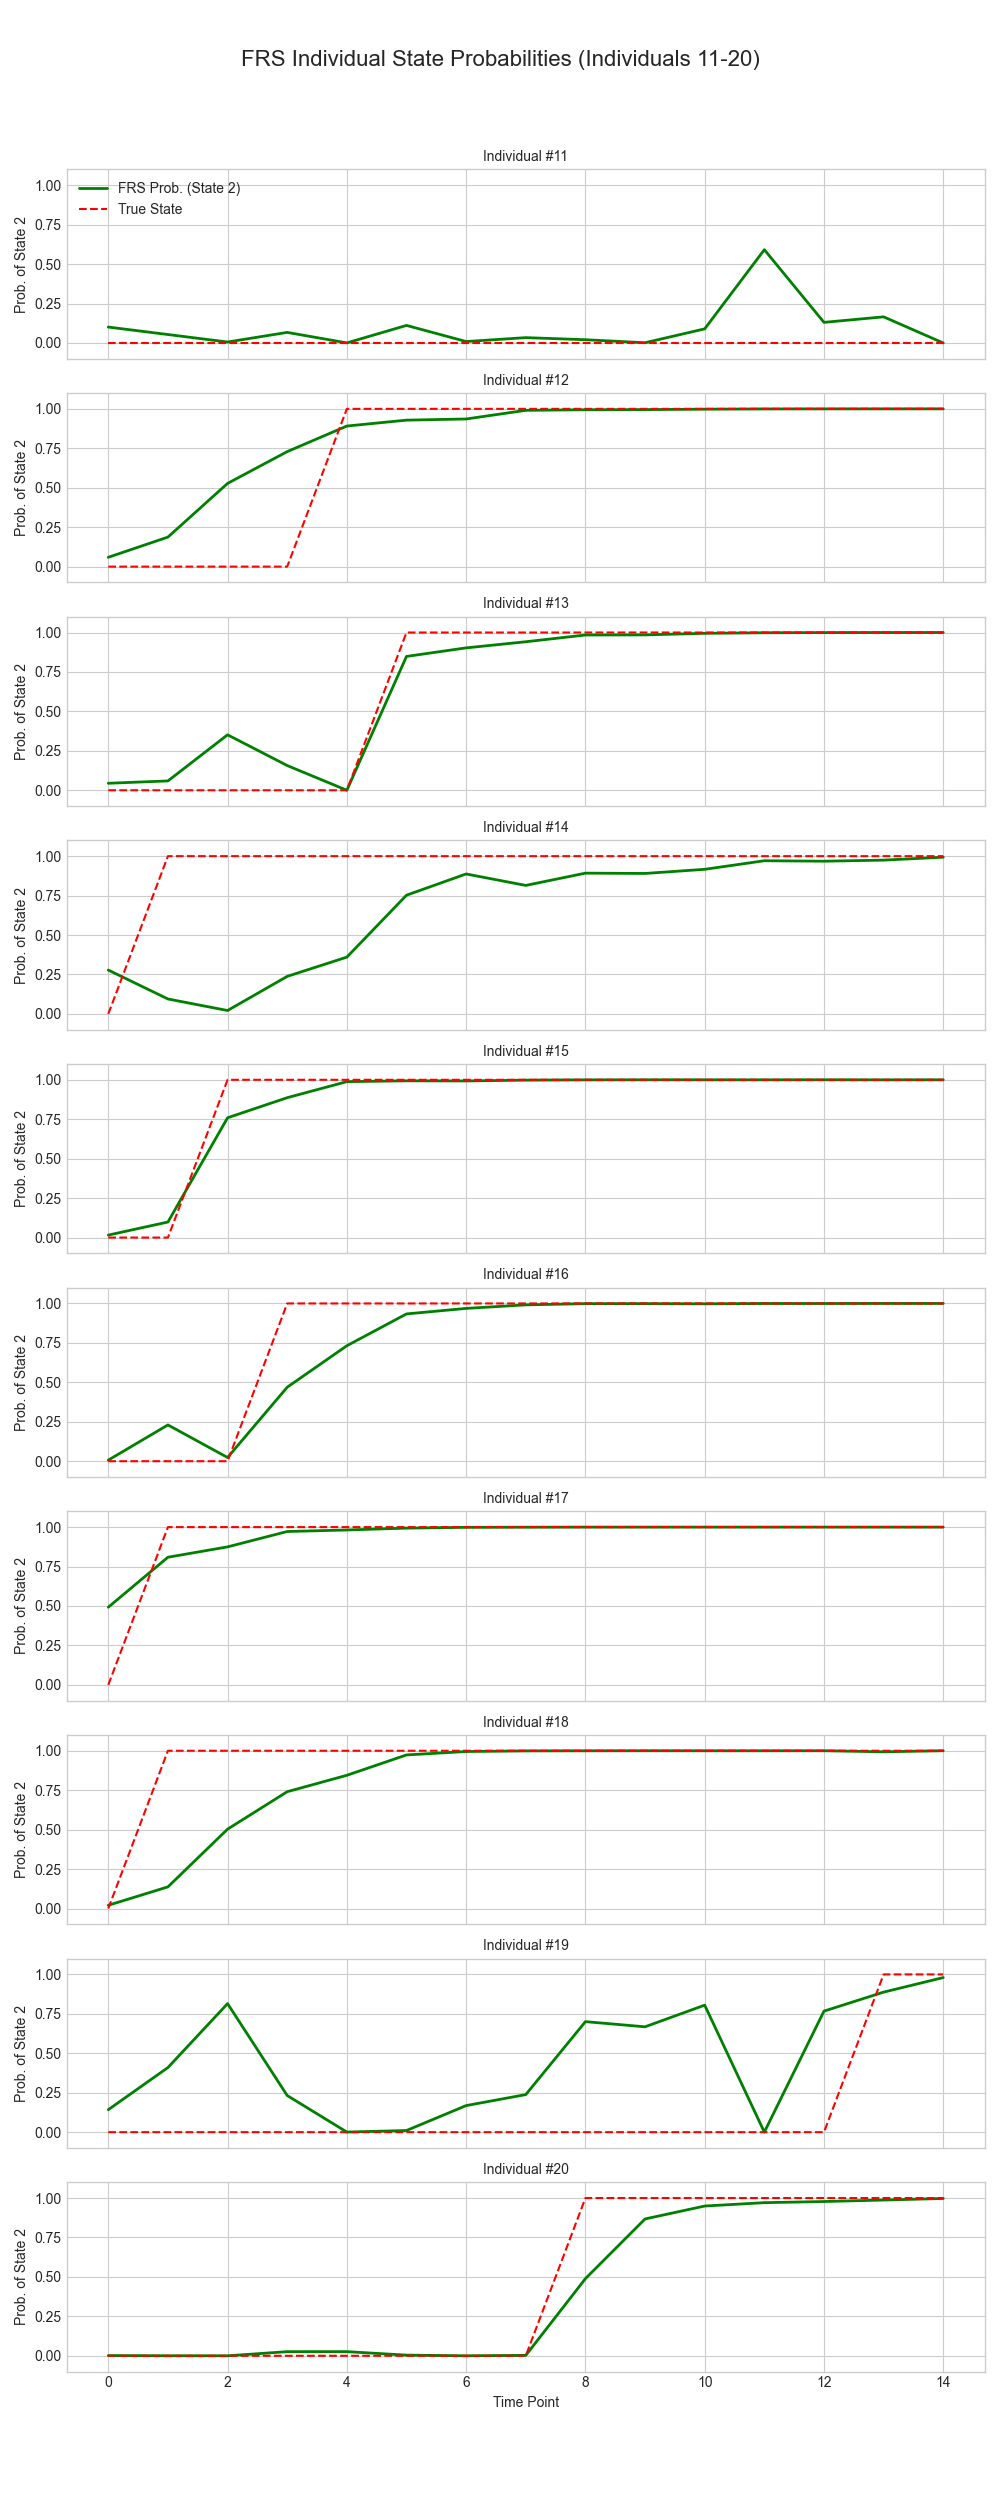 FRS Individual State Probabilities (Individuals 11-20)
Individual #11
Prob. of State 2
1.00
0.75
0.50
0.25
0.00
FRS Prob. (State 2)
True State
Individual #12
Prob. of State 2
1.00
0.75
0.50
0.25
0.00
Individual #13
Prob. of State 2
1.00
0.75
0.50
0.25
0.00
Individual #14
Prob. of State 2
1.00
0.75
0.50
0.25
0.00
Individual #15
Prob. of State 2
1.00
0.75
0.50
0.25
0.00
Individual #16
Prob. of State 2
1.00
0.75
0.50
0.25
0.00
Individual #17
Prob. of State 2
1.00
0.75
0.50
0.25
0.00
Individual #18
Prob. of State 2
1.00
0.75
0.50
0.25
0.00
Individual #19
Prob. of State 2
1.00
0.75
0.50
0.25
0.00
Individual #20
Prob. of State 2
1.00
0.75
0.50
0.25
0.00
0 2 4 6 8 10 12 14
Time Point